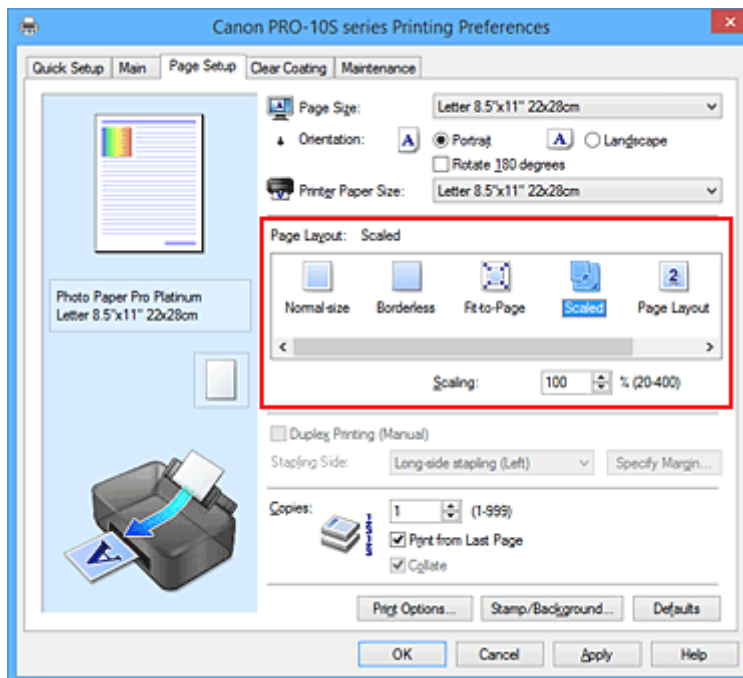 Canon PRO-10S series Printing Preferences
Quick Setup Main Page Setup Clear Coating Maintenance
Page Size: Letter 8.5"x11" 22x28cm
Orientation: A Portrait A Landscape
Rotate 180 degrees
Printer Paper Size: Letter 8.5"x11" 22x28cm
Page Layout: Scaled
Normal-size Borderless Fit-to-Page Scaled 2 Page Layout
Scaling: 100 % (20-400)
Photo Paper Pro Platinum
Letter 8.5"x11" 22x28cm
Duplex Printing (Manual)
Stapling Side: Long-side stapling (Left) Specify Margin...
Copies: 1 (1-999)
Print from Last Page
Collate
A
Print Options... Stamp/Background... Defaults
OK Cancel Apply Help